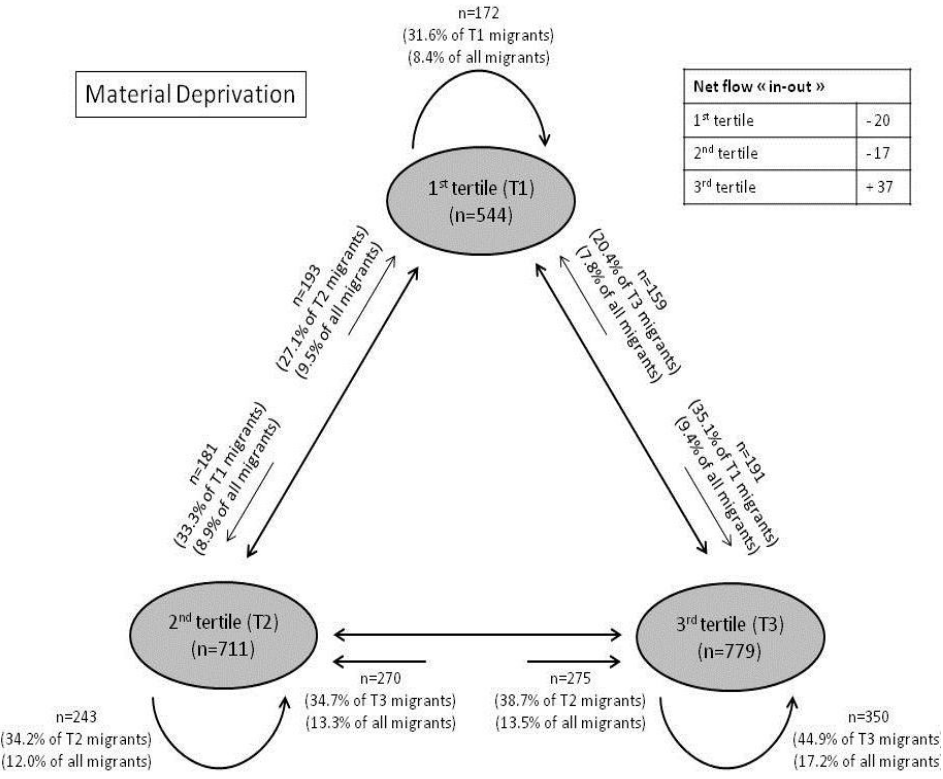 n=172
(31.6% of T1 migrants)
(8.4% of all migrants)
Material Deprivation
Net flow « in-out »
1st tertile - 20
2nd tertile - 17
3rd tertile + 37
1st tertile (T1)
(n=544)
n=193
(27.1% of T2 migrants)
(9.5% of all migrants)
n=159
(20.4% of T3 migrants)
(7.8% of all migrants)
n=181
(33.3% of T1 migrants)
(8.9% of all migrants)
n=191
(35.1% of T1 migrants)
(9.4% of all migrants)
2nd tertile (T2)
(n=711)
3rd tertile (T3)
(n=779)
n=270
(34.7% of T3 migrants)
(13.3% of all migrants)
n=275
(38.7% of T2 migrants)
(13.5% of all migrants)
n=243
(34.2% of T2 migrants)
(12.0% of all migrants)
n=350
(44.9% of T3 migrants)
(17.2% of all migrants)